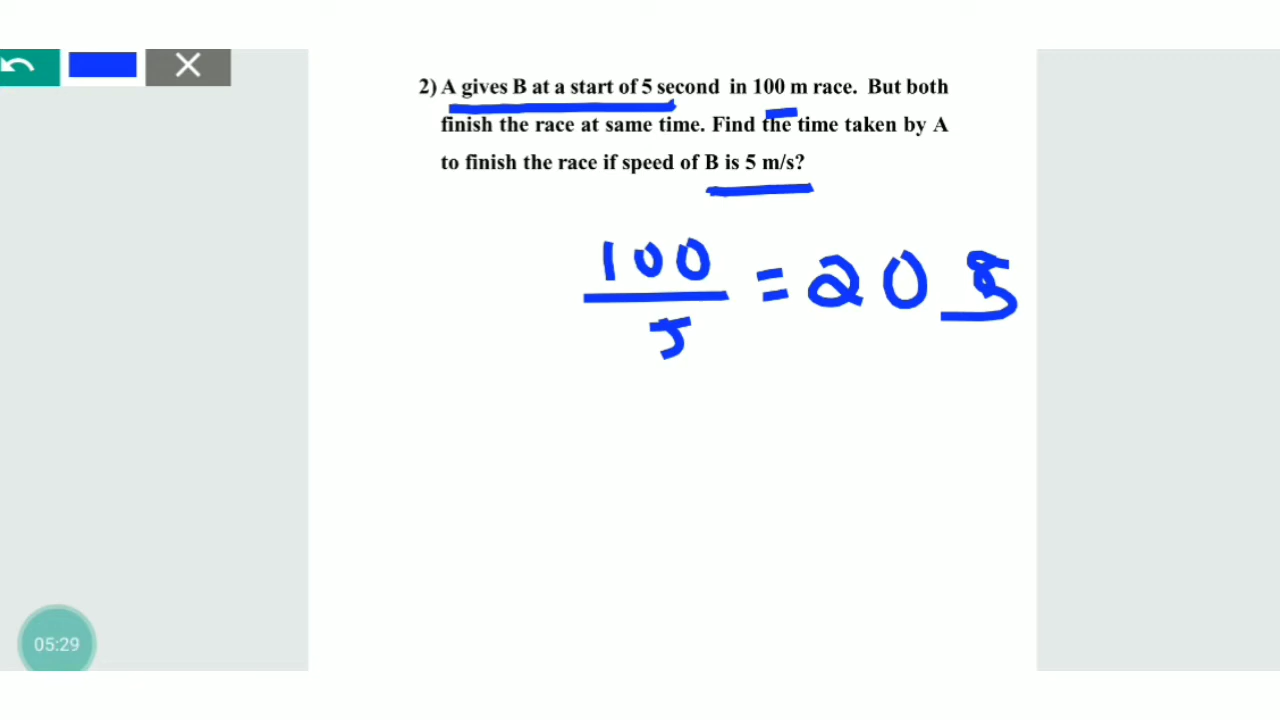 2) A gives B at a start of 5 second in 100 m race. But both
finish the race at same time. Find the time taken by A
to finish the race if speed of B is 5 m/s?
100
= 20 s
5
05:29